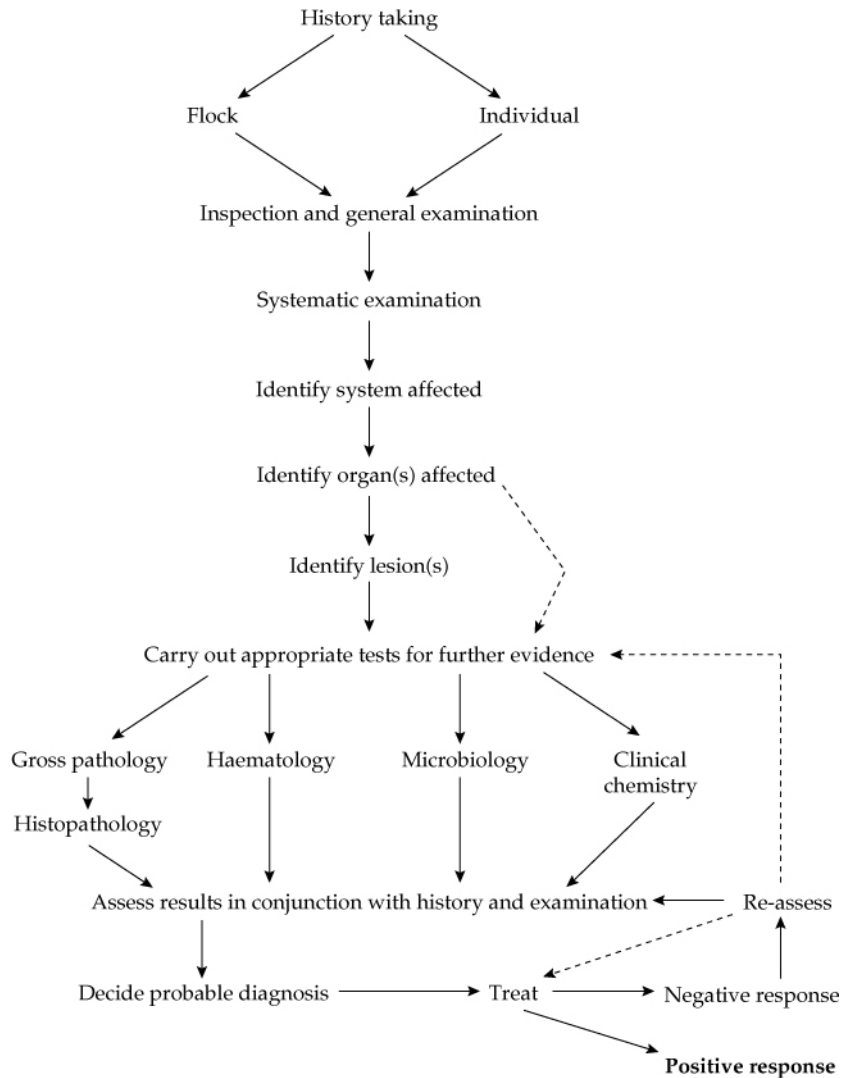 History taking
Flock
Individual
Inspection and general examination
Systematic examination
Identify system affected
Identify organ(s) affected
Identify lesion(s)
Carry out appropriate tests for further evidence
Gross pathology
Haematology
Microbiology
Clinical
chemistry
Histopathology
Assess results in conjunction with history and examination
Re-assess
Decide probable diagnosis
Treat
Negative response
Positive response